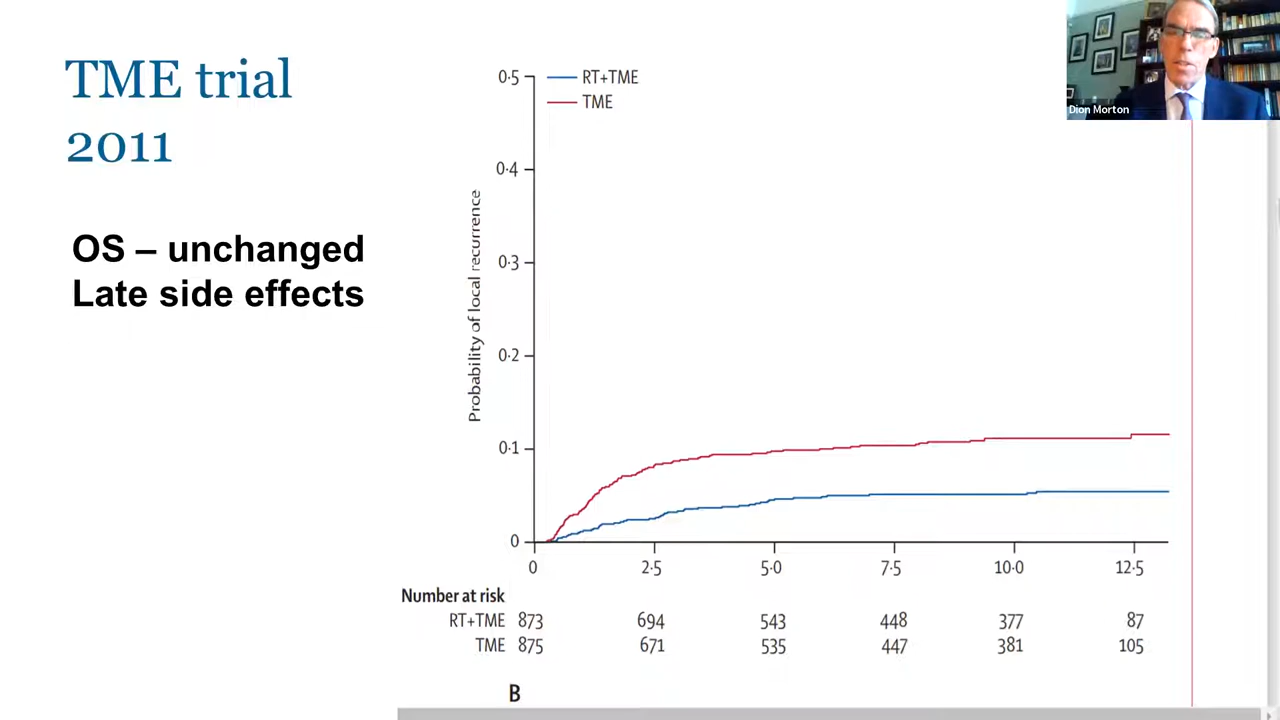 TME trial
2011
OS – unchanged
Late side effects
Dion Morton
RT+TME
TME
Probability of local recurrence
0·5
0·4
0·3
0·2
0·1
0
0 2·5 5·0 7·5 10·0 12·5
Number at risk
RT+TME 873 694 543 448 377 87
TME 875 671 535 447 381 105
B